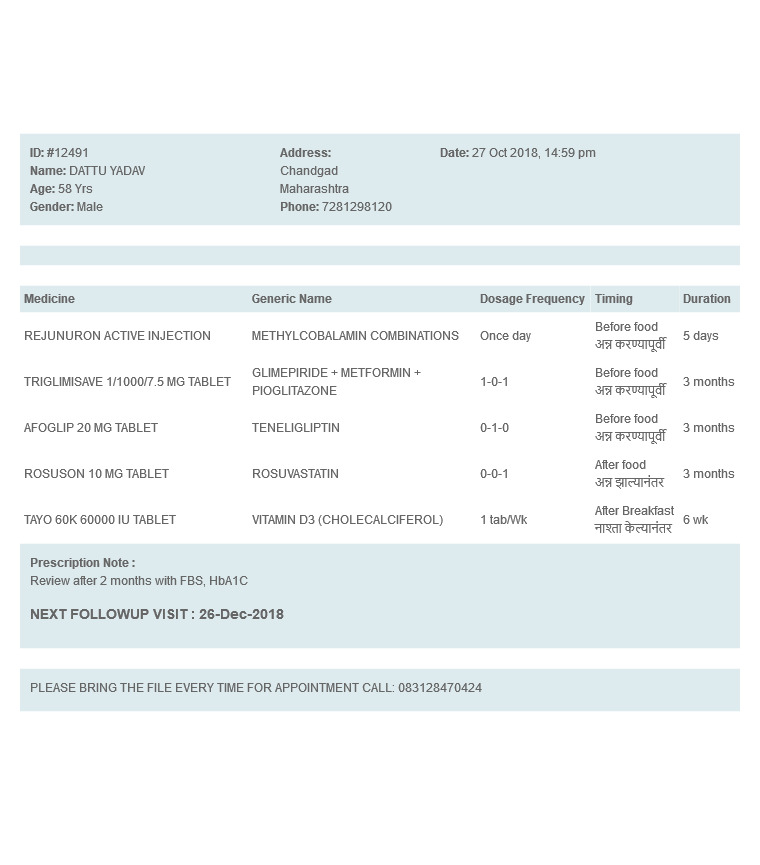 ID: #12491
Name: DATTU YADAV
Age: 58 Yrs
Gender: Male
Address:
Chandgad
Maharashtra
Phone: 7281298120
Date: 27 Oct 2018, 14:59 pm
Medicine Generic Name Dosage Frequency Timing Duration
REJUNURON ACTIVE INJECTION METHYLCOBALAMIN COMBINATIONS Once day Before food 5 days
अन्न करण्यापूर्वी
TRIGLIMISAVE 1/1000/7.5 MG TABLET GLIMEPIRIDE + METFORMIN + 1-0-1 Before food 3 months
PIOGLITAZONE अन्न करण्यापूर्वी
AFOGLIP 20 MG TABLET TENELIGLIPTIN 0-1-0 Before food 3 months
अन्न करण्यापूर्वी
ROSUSON 10 MG TABLET ROSUVASTATIN 0-0-1 After food 3 months
अन्न झाल्यानंतर
TAYO 60K 60000 IU TABLET VITAMIN D3 (CHOLECALCIFEROL) 1 tab/Wk After Breakfast 6 wk
नाश्ता केल्यानंतर
Prescription Note :
Review after 2 months with FBS, HbA1C
NEXT FOLLOWUP VISIT : 26-Dec-2018
PLEASE BRING THE FILE EVERY TIME FOR APPOINTMENT CALL: 083128470424